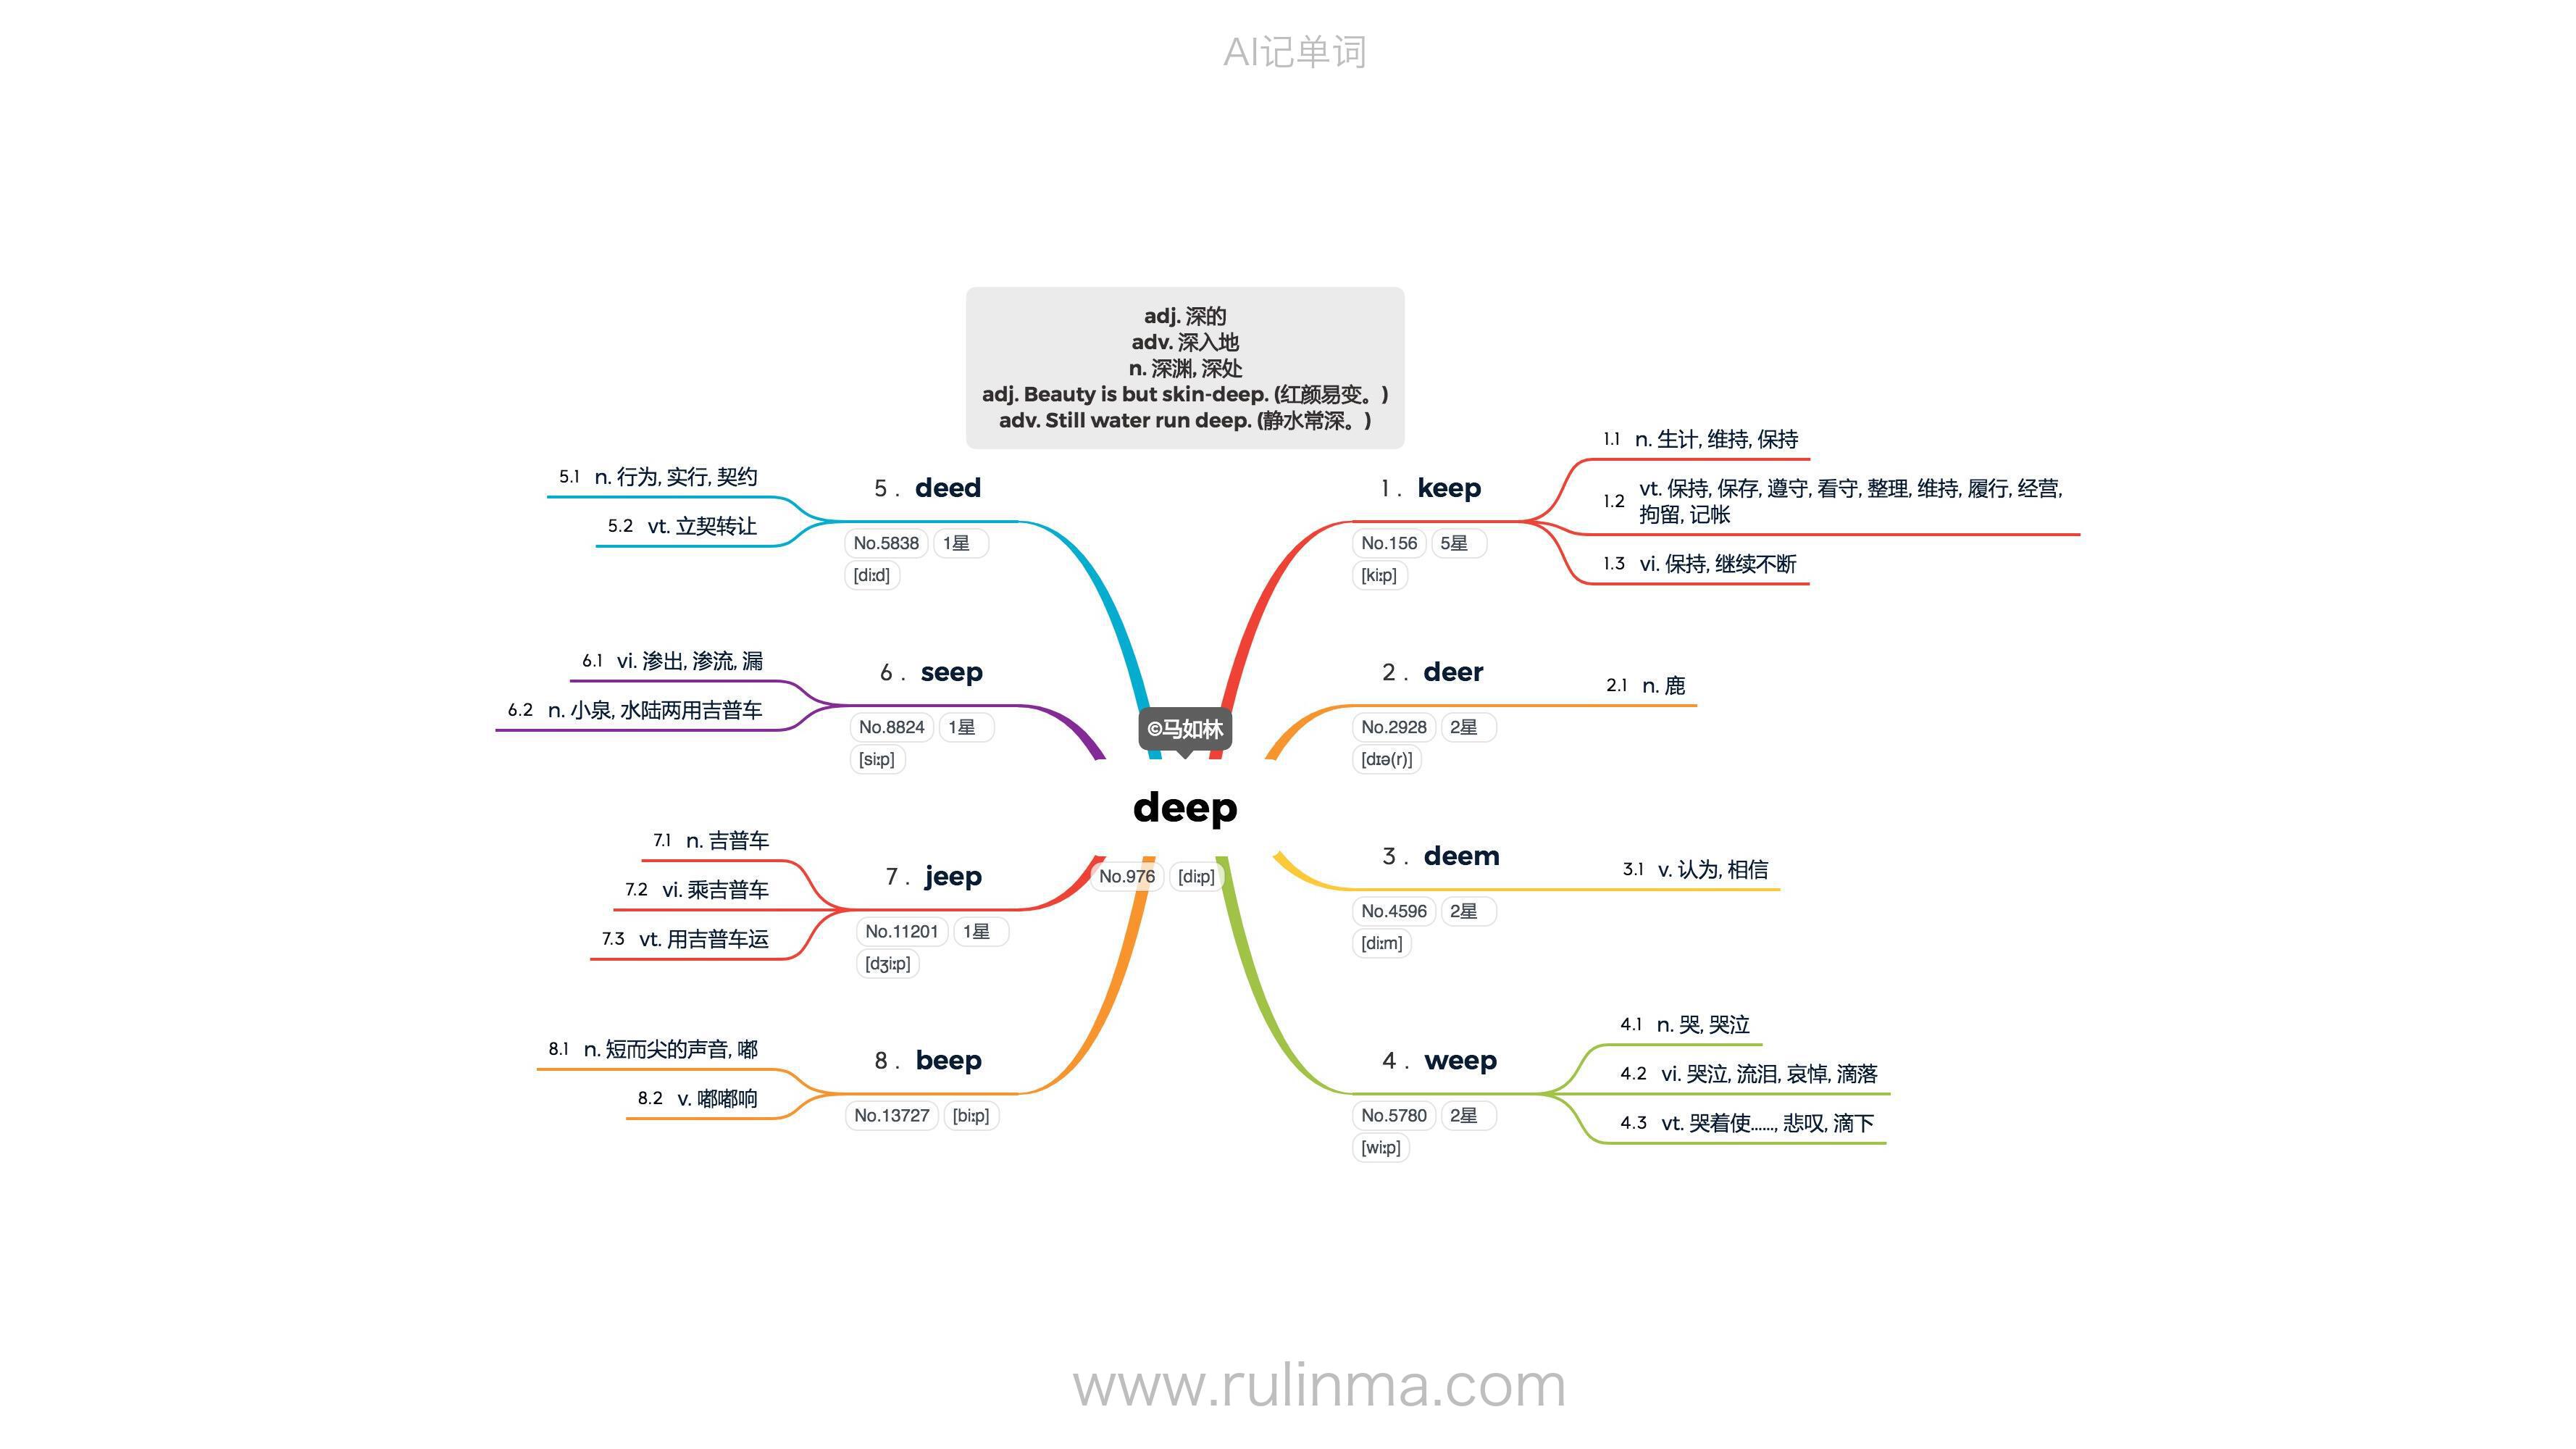 AI记单词
adj. 深的
adv. 深入地
n. 深渊, 深处
adj. Beauty is but skin-deep. (红颜易变。)
adv. Still water run deep. (静水常深。)
©马如林
deep
No.976 [diːp]
1. keep
No.156 5星
[kiːp]
1.1 n. 生计, 维持, 保持
1.2 vt. 保持, 保存, 遵守, 看守, 整理, 维持, 履行, 经营,
拘留, 记帐
1.3 vi. 保持, 继续不断
2. deer
No.2928 2星
[dɪə(r)]
2.1 n. 鹿
3. deem
No.4596 2星
[diːm]
3.1 v. 认为, 相信
4. weep
No.5780 2星
[wiːp]
4.1 n. 哭, 哭泣
4.2 vi. 哭泣, 流泪, 哀悼, 滴落
4.3 vt. 哭着使……, 悲叹, 滴下
5. deed
No.5838 1星
[diːd]
5.1 n. 行为, 实行, 契约
5.2 vt. 立契转让
6. seep
No.8824 1星
[siːp]
6.1 vi. 渗出, 渗流, 漏
6.2 n. 小泉, 水陆两用吉普车
7. jeep
No.11201 1星
[dʒiːp]
7.1 n. 吉普车
7.2 vi. 乘吉普车
7.3 vt. 用吉普车运
8. beep
No.13727 [biːp]
8.1 n. 短而尖的声音, 嘟
8.2 v. 嘟嘟响
www.rulinma.com